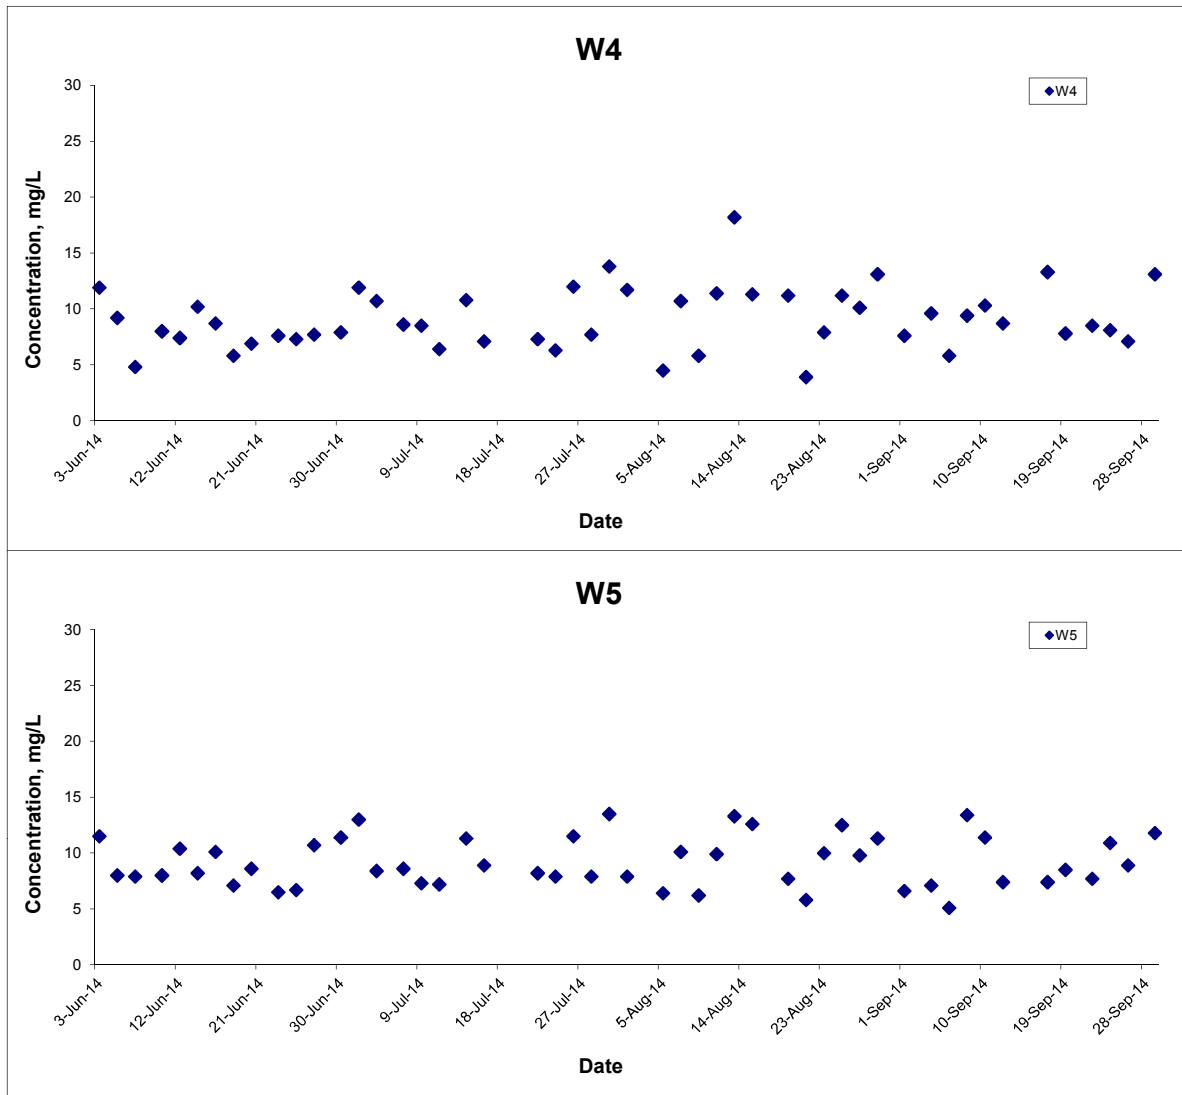 W4
30
25
20
15
10
5
0
Concentration, mg/L
W4
3-Jun-14
12-Jun-14
21-Jun-14
30-Jun-14
9-Jul-14
18-Jul-14
27-Jul-14
5-Aug-14
14-Aug-14
23-Aug-14
1-Sep-14
10-Sep-14
19-Sep-14
28-Sep-14
Date
W5
30
25
20
15
10
5
0
Concentration, mg/L
W5
3-Jun-14
12-Jun-14
21-Jun-14
30-Jun-14
9-Jul-14
18-Jul-14
27-Jul-14
5-Aug-14
14-Aug-14
23-Aug-14
1-Sep-14
10-Sep-14
19-Sep-14
28-Sep-14
Date